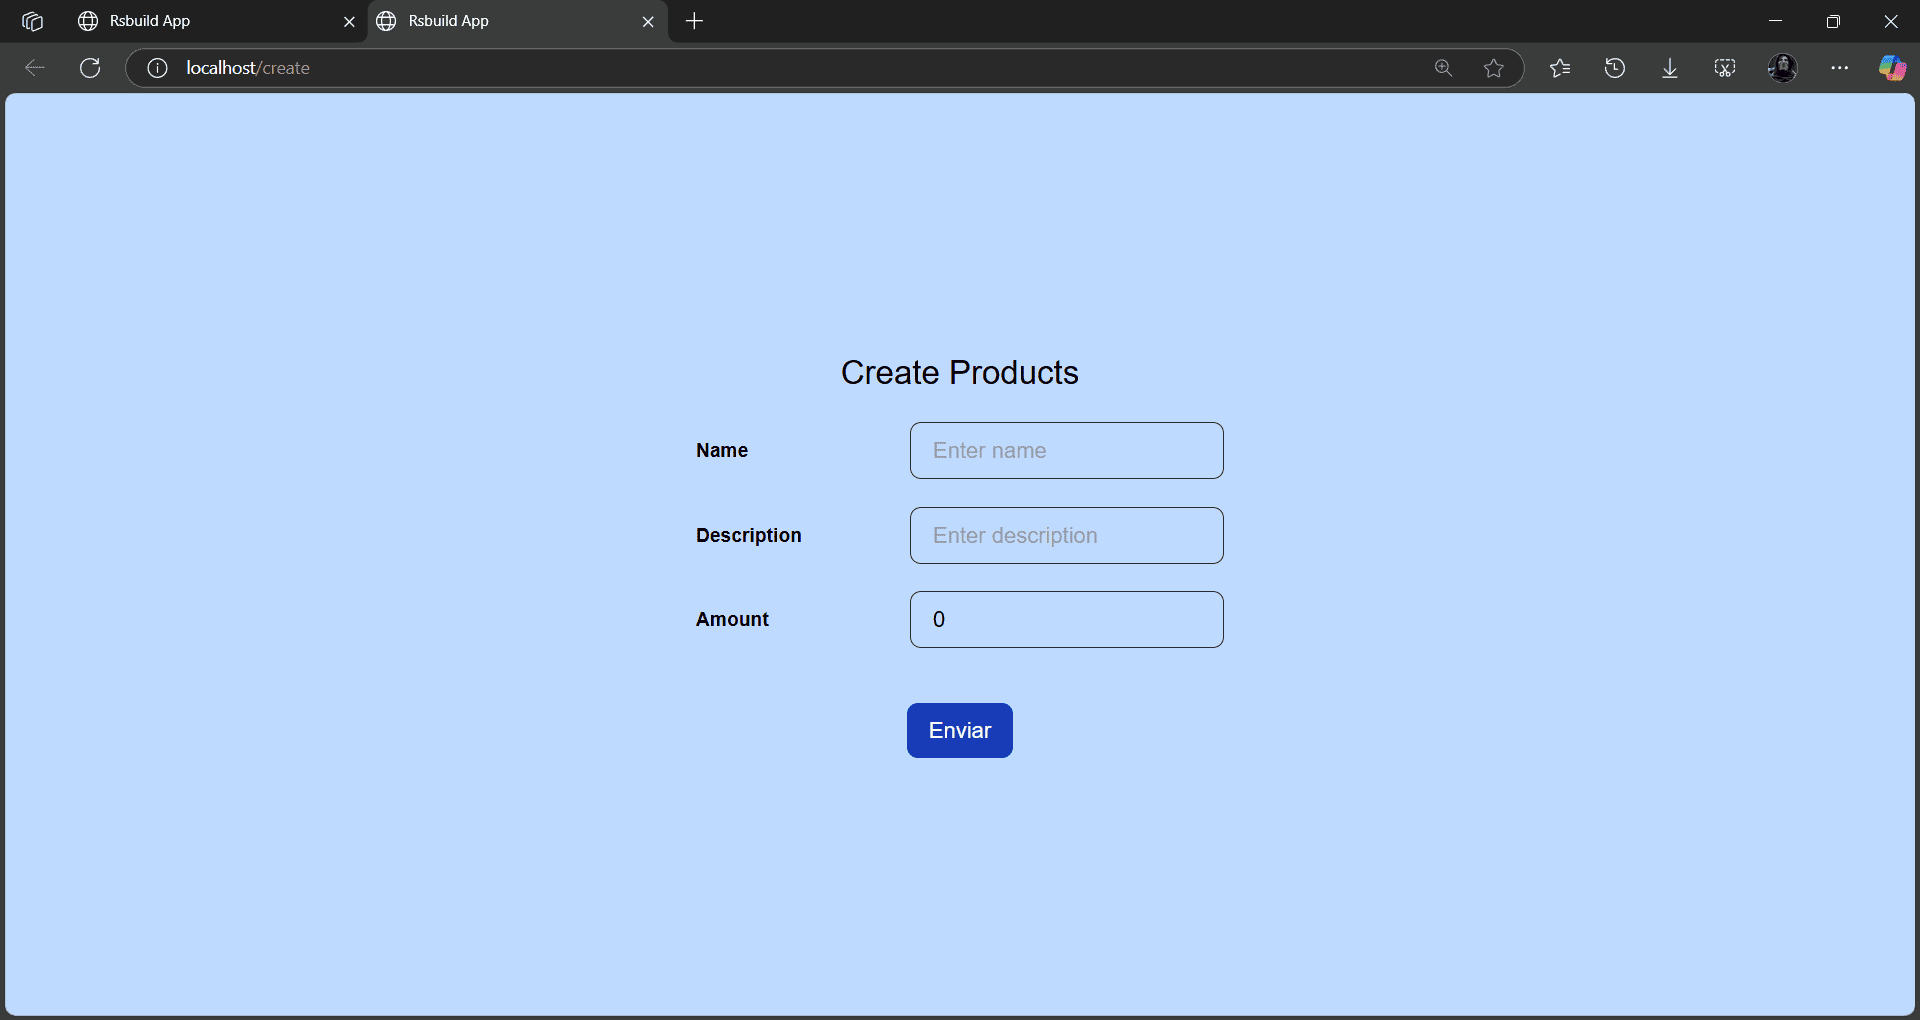 Rsbuild App
Rsbuild App
localhost/create
Create Products
Name
Enter name
Description
Enter description
Amount
0
Enviar